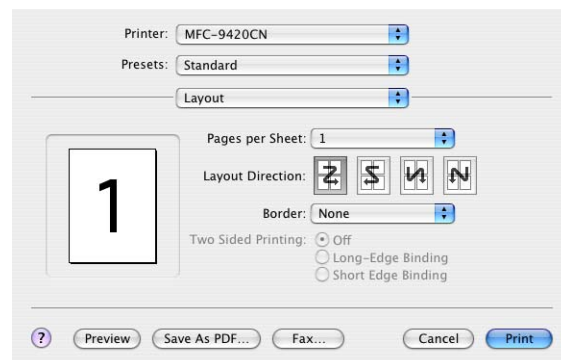 Printer: MFC-9420CN
Presets: Standard
Layout
Pages per Sheet: 1
Layout Direction:
1
Border: None
Two Sided Printing: Off
Long-Edge Binding
Short Edge Binding
? Preview Save As PDF... Fax... Cancel Print